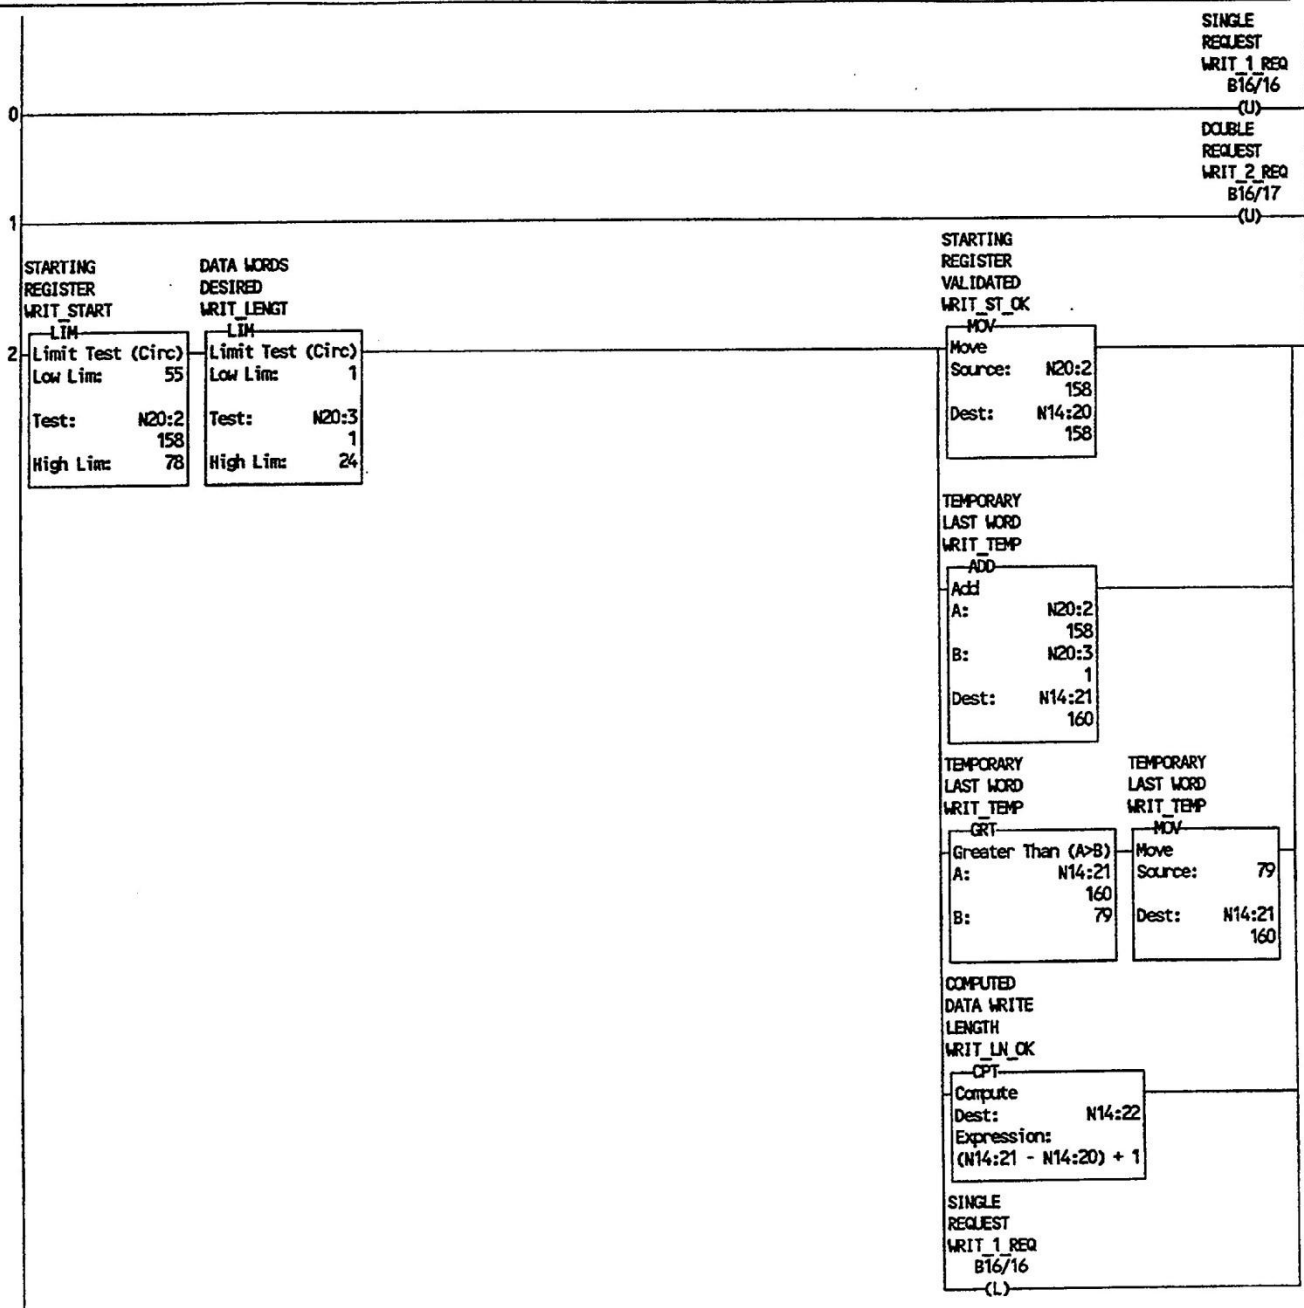 SINGLE
REQUEST
WRIT_1_REQ
B16/16
0
(U)
DOUBLE
REQUEST
WRIT_2_REQ
B16/17
1
(U)
STARTING
REGISTER
WRIT_START
LIM
Limit Test (Circ)
Low Lim: 55
Test: N20:2
158
High Lim: 78
DATA WORDS
DESIRED
WRIT_LENGT
LIM
Limit Test (Circ)
Low Lim: 1
Test: N20:3
1
High Lim: 24
2
STARTING
REGISTER
VALIDATED
WRIT_ST_OK
MOV
Move
Source: N20:2
158
Dest: N14:20
158
TEMPORARY
LAST WORD
WRIT_TEMP
ADD
Add
A: N20:2
158
B: N20:3
1
Dest: N14:21
160
TEMPORARY
LAST WORD
WRIT_TEMP
GRT
Greater Than (A>B)
A: N14:21
160
B: 79
TEMPORARY
LAST WORD
WRIT_TEMP
MOV
Move
Source: 79
Dest: N14:21
160
COMPUTED
DATA WRITE
LENGTH
WRIT_LN_OK
CPT
Compute
Dest: N14:22
Expression:
(N14:21 - N14:20) + 1
SINGLE
REQUEST
WRIT_1_REQ
B16/16
(L)